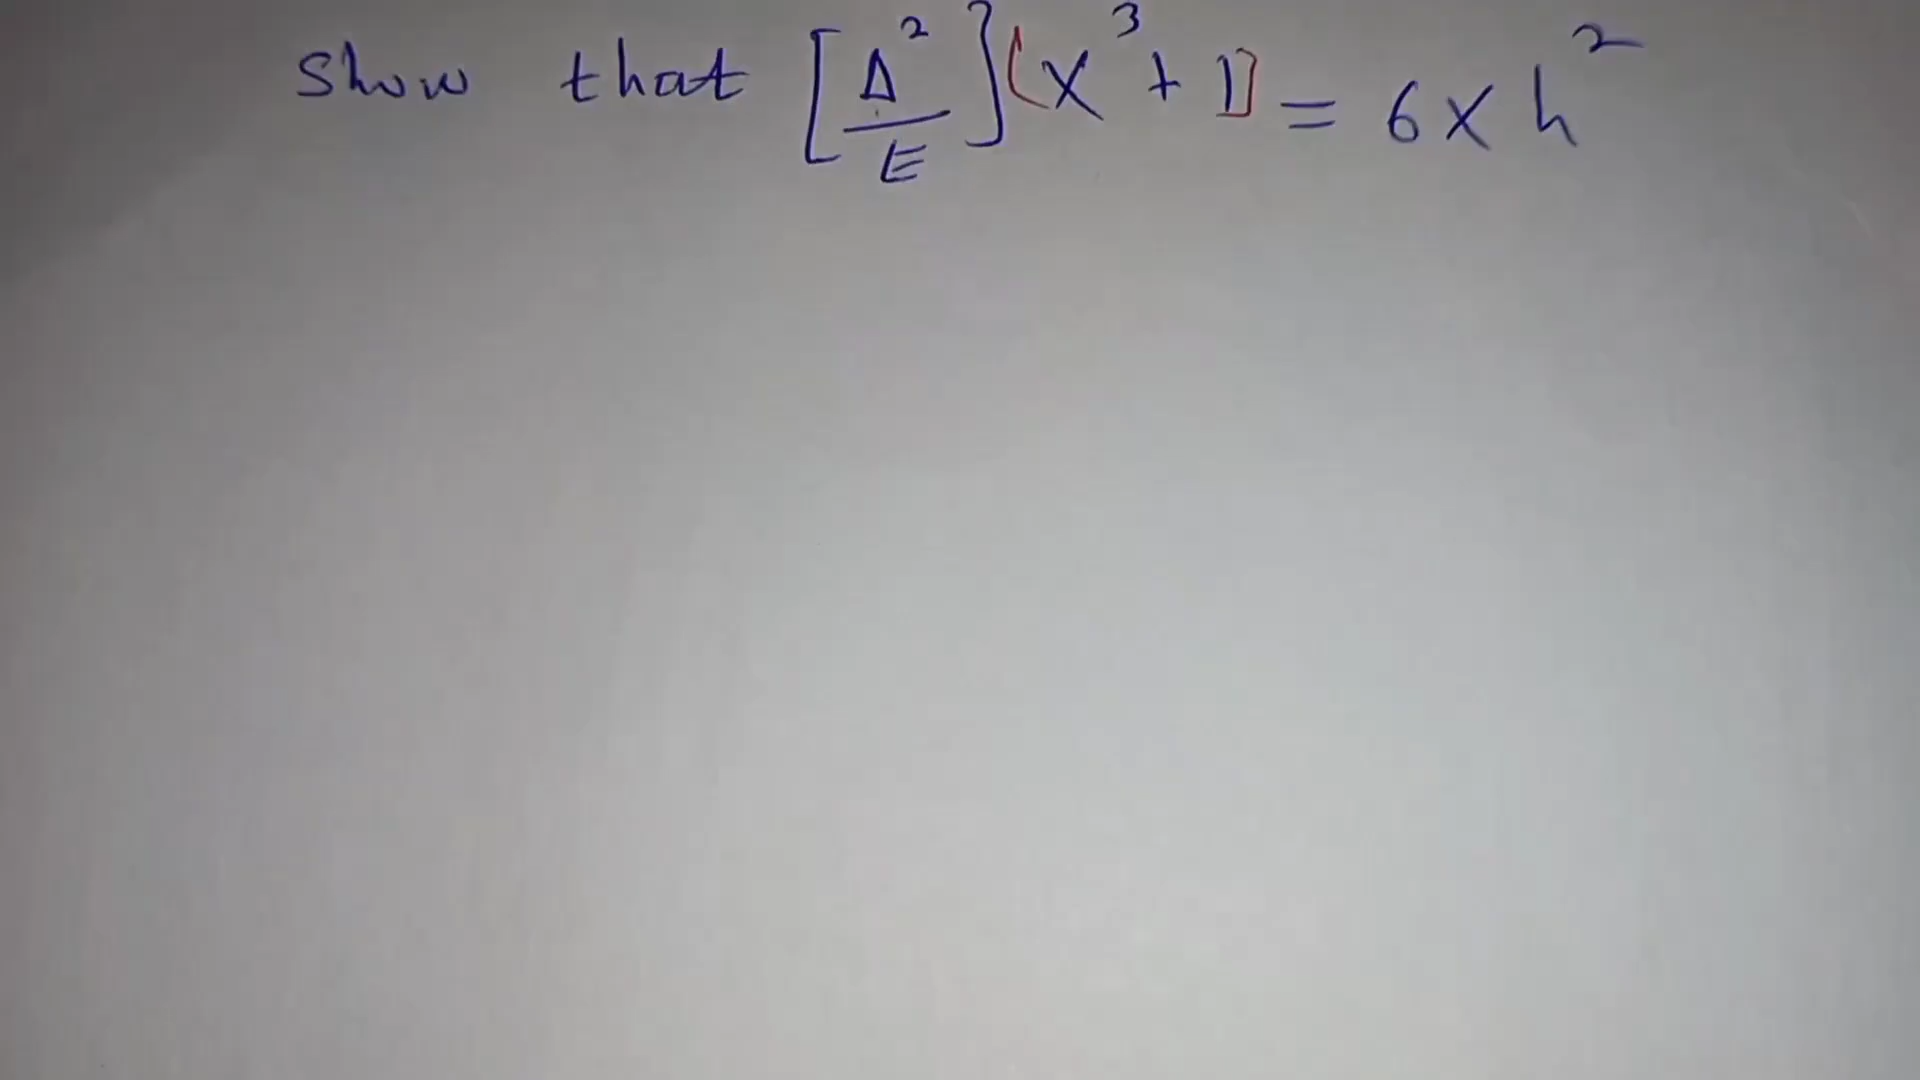 Show that [Δ²/E](x³ + 1) = 6xh²